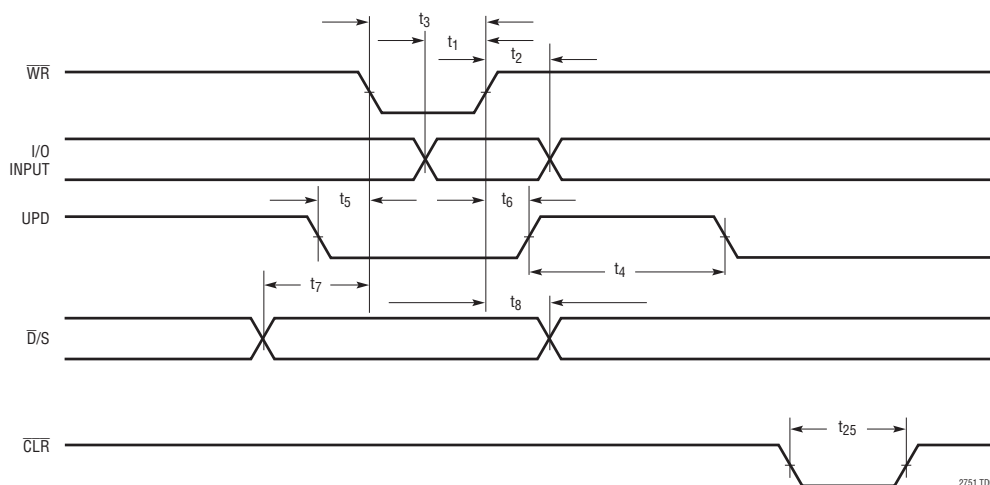 t3
t1
t2
WR
I/O
INPUT
t5
t6
UPD
t4
t7
t8
D/S
t25
CLR
2751 TD